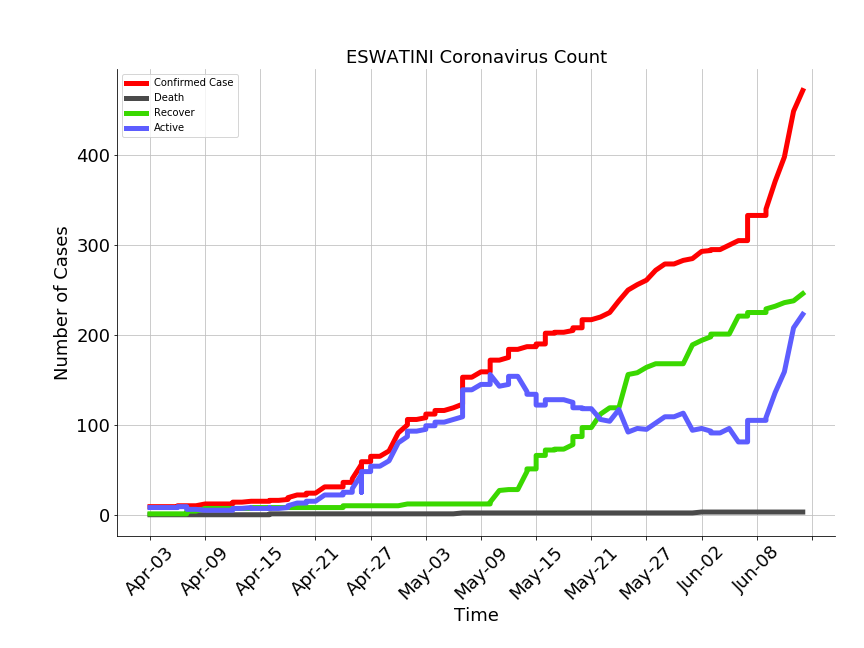 ESWATINI Coronavirus Count
Confirmed Case
Death
Recover
Active
Number of Cases
400
300
200
100
0
Apr-03
Apr-09
Apr-15
Apr-21
Apr-27
May-03
May-09
May-15
May-21
May-27
Jun-02
Jun-08
Time